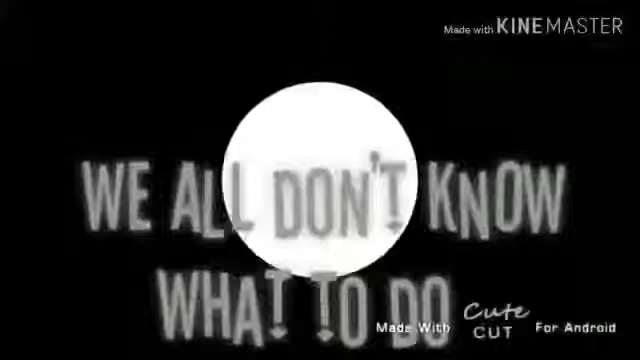 Made with KINEMASTER
WE ALL DON'T KNOW
WHAT TO DO
Made With Cute CUT For Android